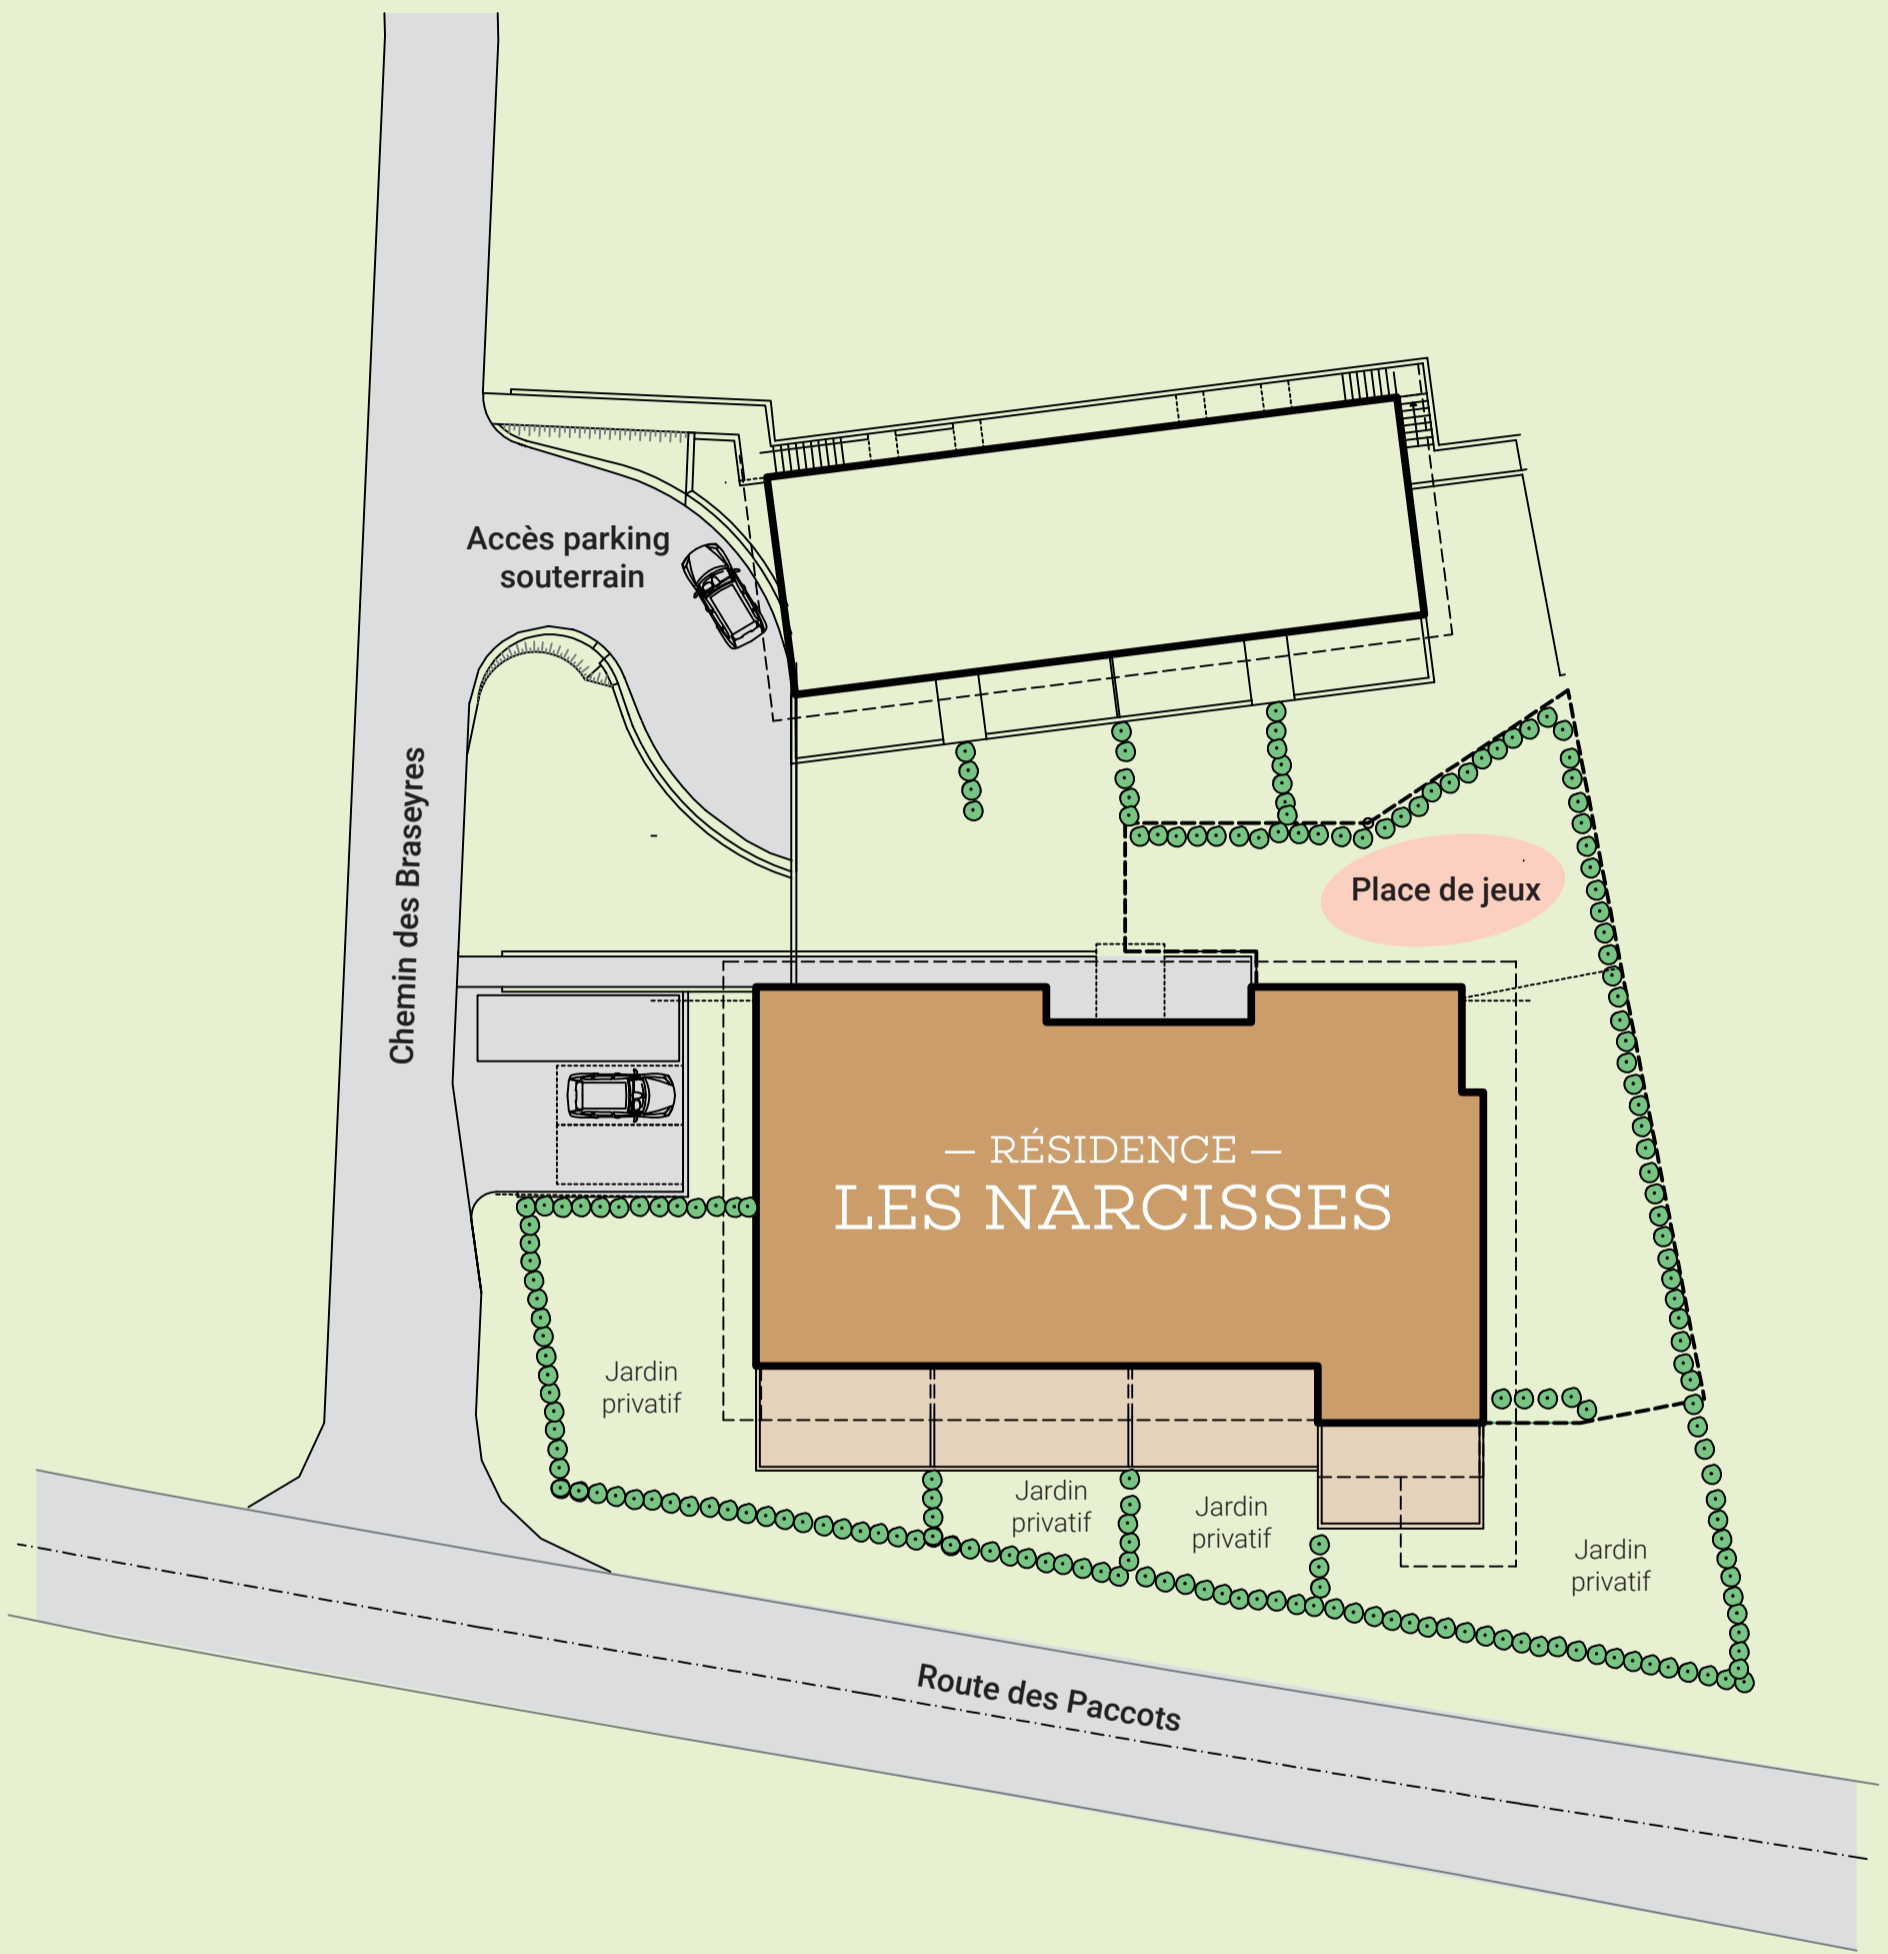 Accès parking
souterrain
Chemin des Braseyres
Place de jeux
— RÉSIDENCE —
LES NARCISSES
Jardin
privatif
Jardin
privatif
Jardin
privatif
Jardin
privatif
Route des Paccots